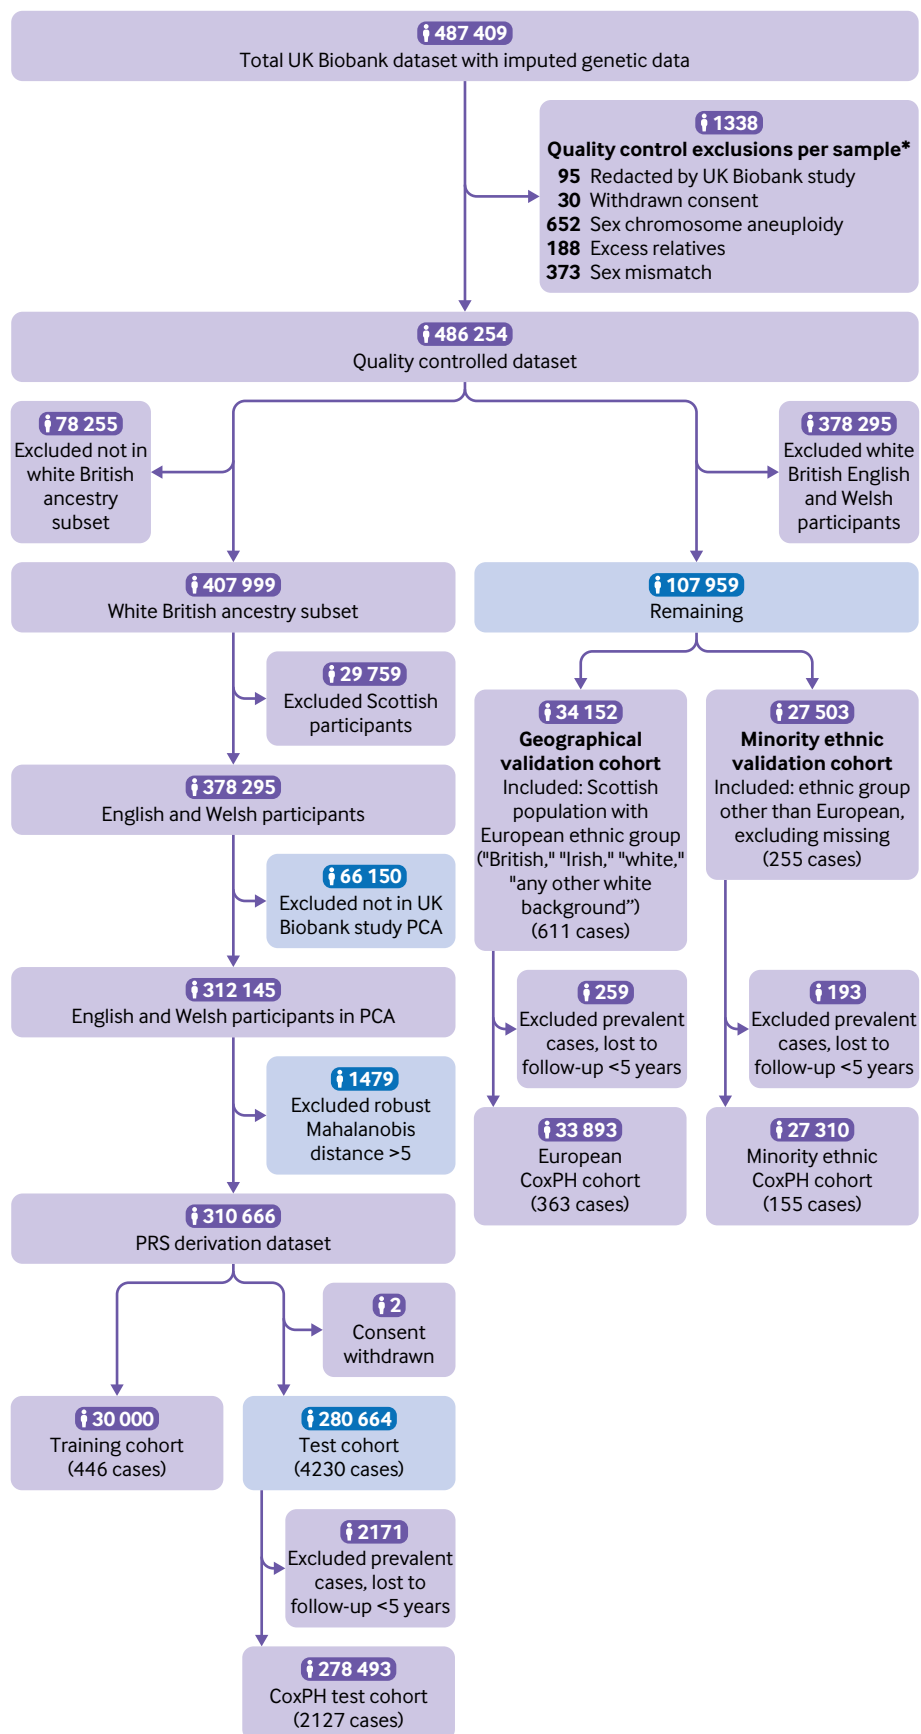 487 409
Total UK Biobank dataset with imputed genetic data
1338
Quality control exclusions per sample*
95 Redacted by UK Biobank study
30 Withdrawn consent
652 Sex chromosome aneuploidy
188 Excess relatives
373 Sex mismatch
486 254
Quality controlled dataset
78 255
Excluded not in
white British
ancestry
subset
378 295
Excluded white
British English
and Welsh
participants
407 999
White British ancestry subset
107 959
Remaining
29 759
Excluded Scottish
participants
34 152
Geographical
validation cohort
Included: Scottish
population with
European ethnic group
("British," "Irish," "white,"
"any other white
background”)
(611 cases)
27 503
Minority ethnic
validation cohort
Included: ethnic group
other than European,
excluding missing
(255 cases)
378 295
English and Welsh participants
66 150
Excluded not in UK
Biobank study PCA
312 145
English and Welsh participants in PCA
259
Excluded prevalent
cases, lost to
follow-up <5 years
193
Excluded prevalent
cases, lost to
follow-up <5 years
1479
Excluded robust
Mahalanobis
distance >5
33 893
European
CoxPH cohort
(363 cases)
27 310
Minority ethnic
CoxPH cohort
(155 cases)
310 666
PRS derivation dataset
2
Consent
withdrawn
30 000
Training cohort
(446 cases)
280 664
Test cohort
(4230 cases)
2171
Excluded prevalent
cases, lost to
follow-up <5 years
278 493
CoxPH test cohort
(2127 cases)